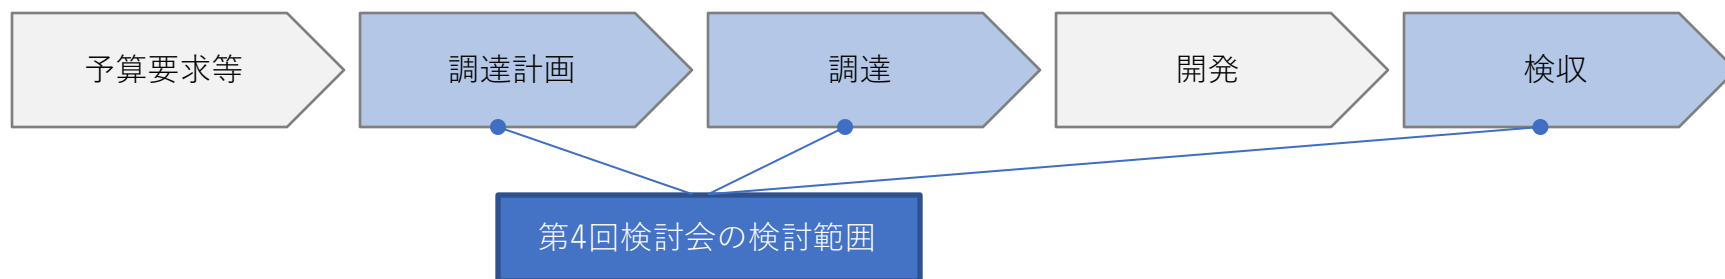 予算要求等
調達計画
調達
開発
検収
第4回検討会の検討範囲